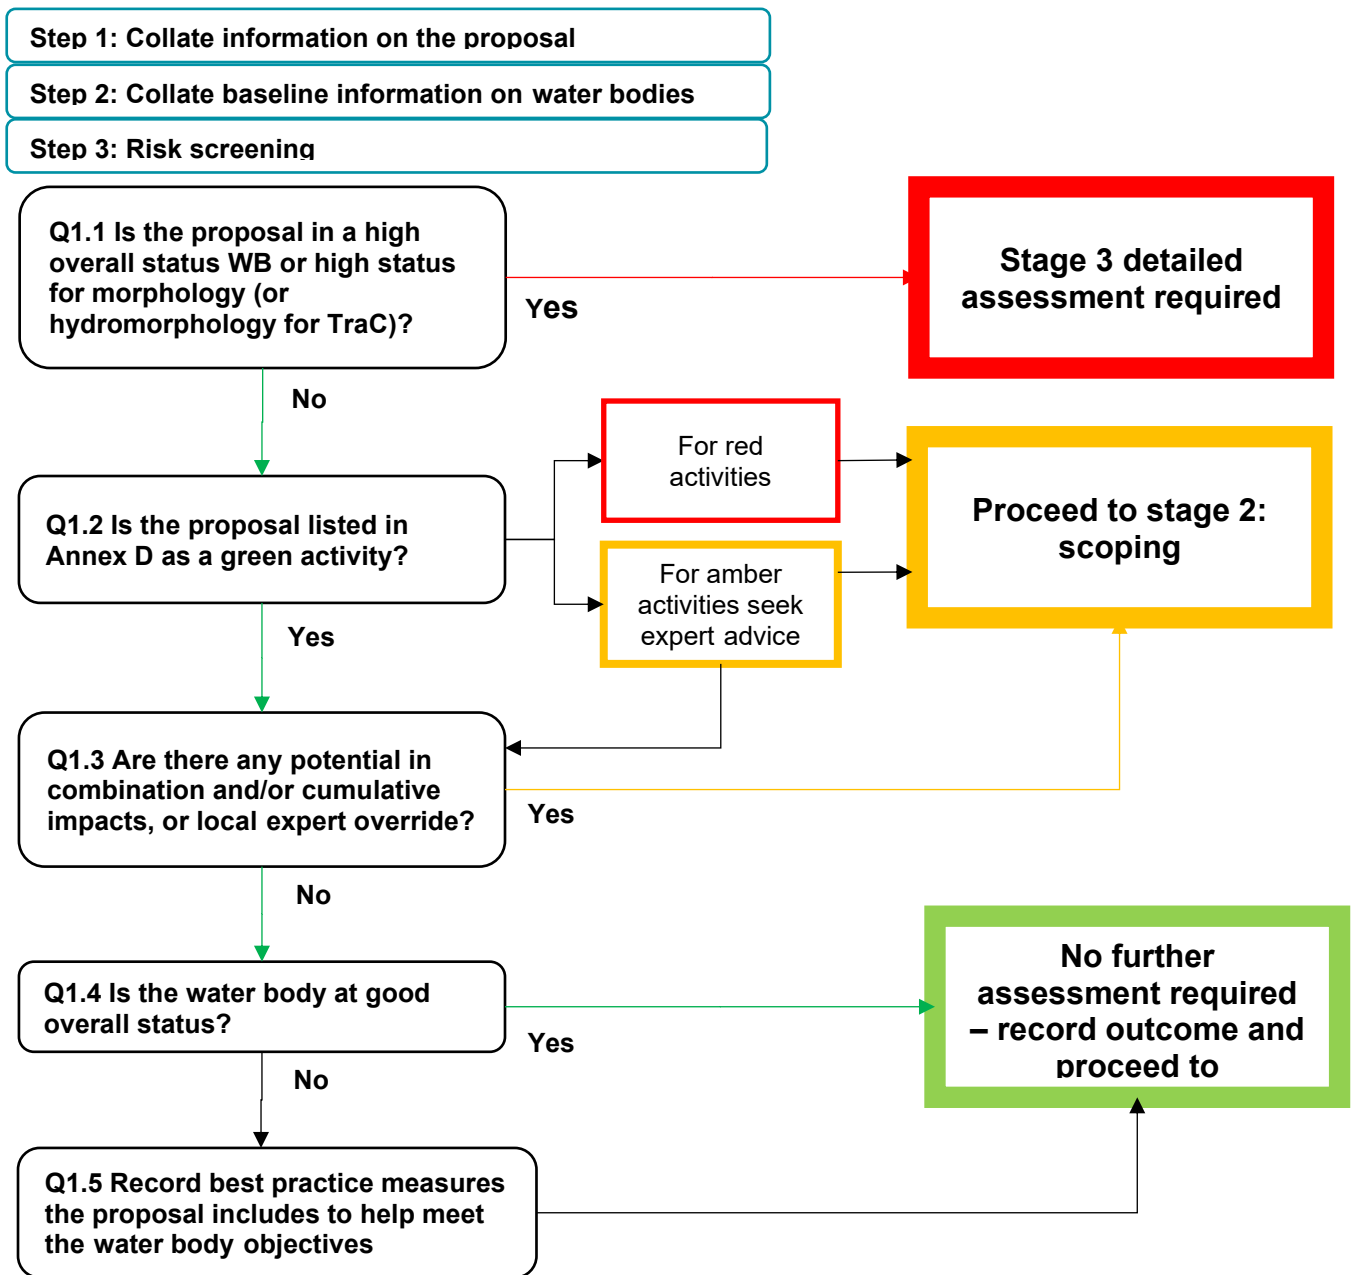 Step 1: Collate information on the proposal
Step 2: Collate baseline information on water bodies
Step 3: Risk screening
Q1.1 Is the proposal in a high
overall status WB or high status
for morphology (or
hydromorphology for TraC)?
Yes
Stage 3 detailed
assessment required
No
For red
activities
Q1.2 Is the proposal listed in
Annex D as a green activity?
For amber
activities seek
expert advice
Proceed to stage 2:
scoping
Yes
Q1.3 Are there any potential in
combination and/or cumulative
impacts, or local expert override?
Yes
No
Q1.4 Is the water body at good
overall status?
Yes
No further
assessment required
– record outcome and
proceed to
No
Q1.5 Record best practice measures
the proposal includes to help meet
the water body objectives